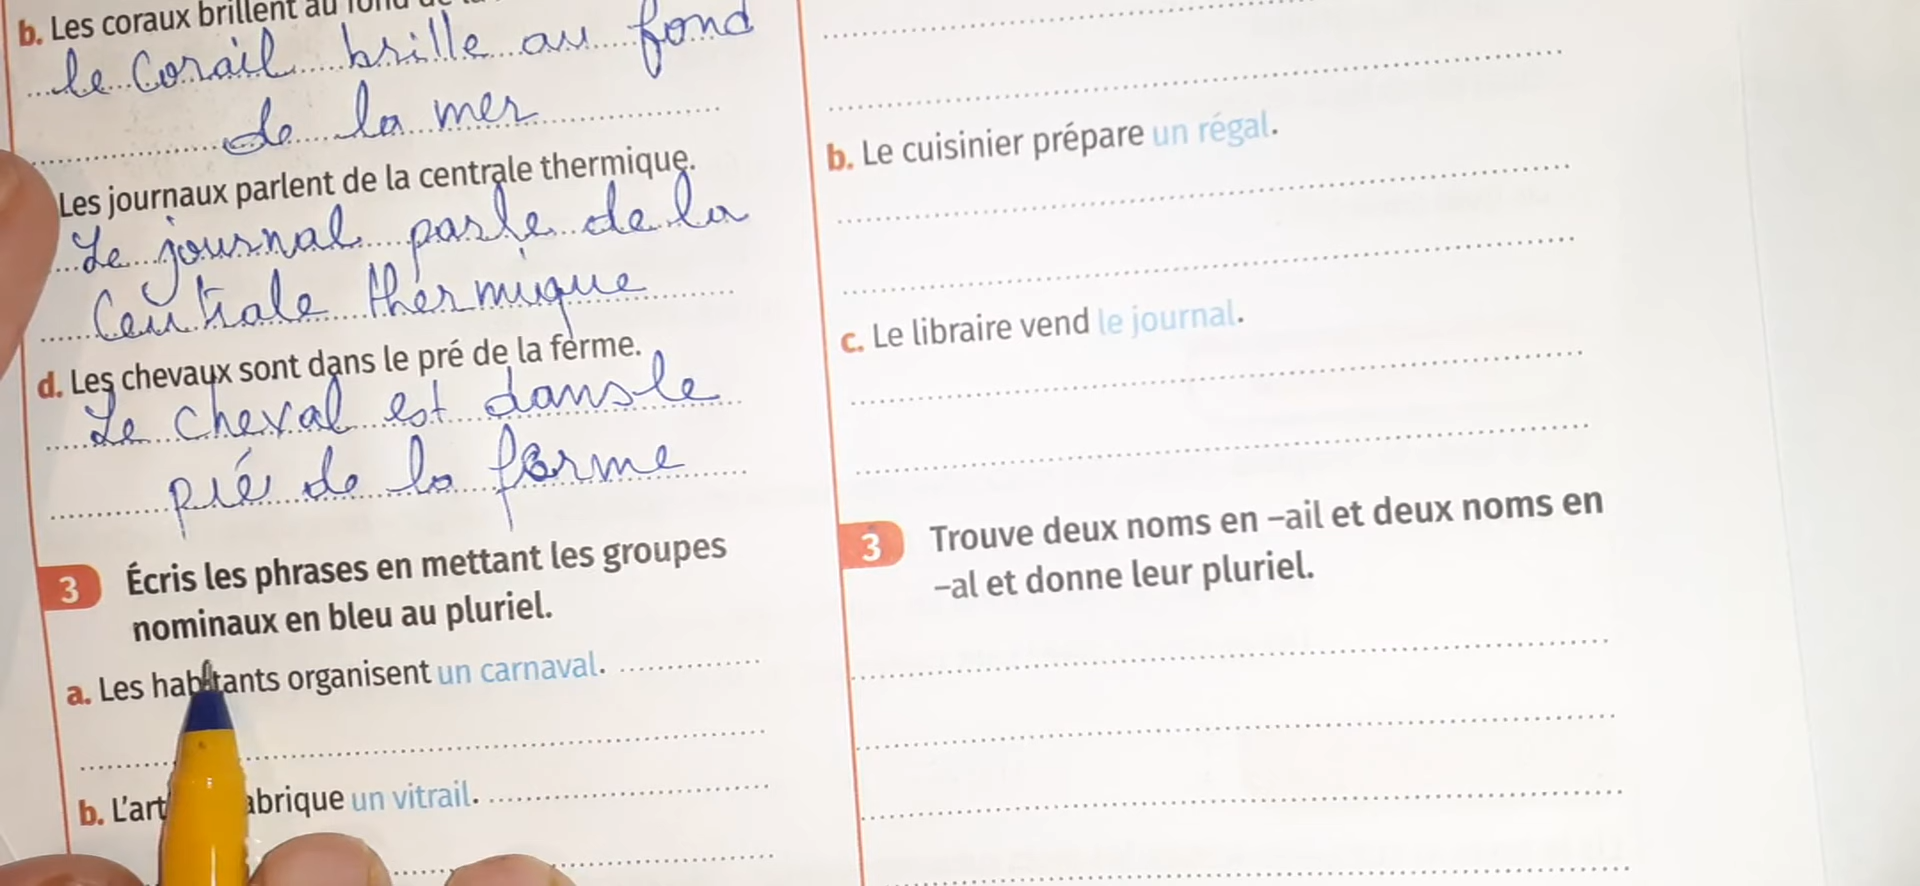 b. Les coraux brillent au fond de la
le Corail brille au fond
de la mer
Les journaux parlent de la centrale thermique.
Le journal parle de la
Centrale thermique
d. Les chevaux sont dans le pré de la ferme.
Le cheval est dans le
pré de la ferme
3 Écris les phrases en mettant les groupes
nominaux en bleu au pluriel.
a. Les habitants organisent un carnaval.
b. L'art abrique un vitrail.
b. Le cuisinier prépare un régal.
c. Le libraire vend le journal.
3 Trouve deux noms en –ail et deux noms en
–al et donne leur pluriel.